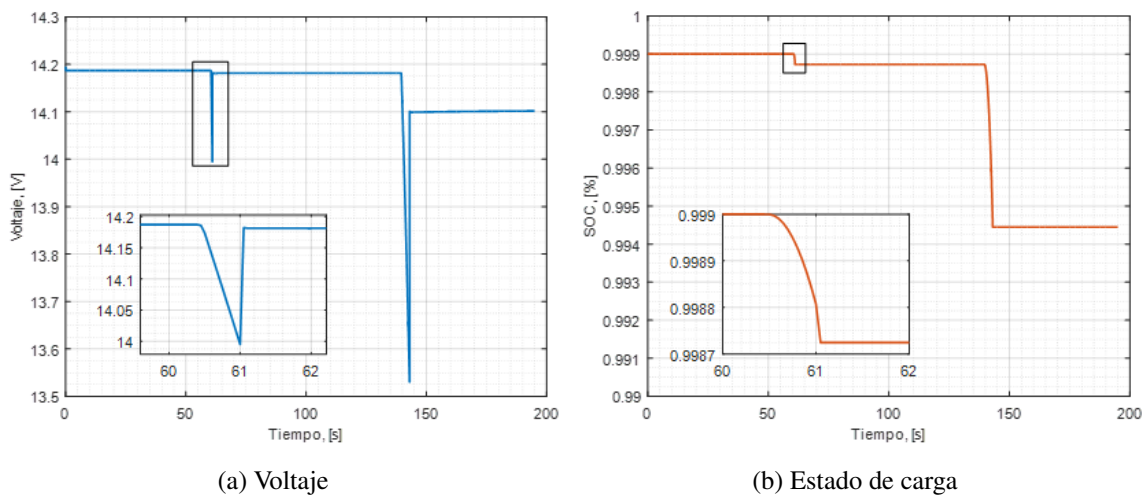 14.3
14.2
14.1
14
13.9
13.8
13.7
13.6
13.5
Voltaje, [V]
0 50 100 150 200
Tiempo, [s]
14.2
14.15
14.1
14.05
14
60 61 62
(a) Voltaje
1
0.999
0.998
0.997
0.996
0.995
0.994
0.993
0.992
0.991
0.99
SOC, [%]
0 50 100 150 200
Tiempo, [s]
0.999
0.9989
0.9988
0.9987
60 61 62
(b) Estado de carga